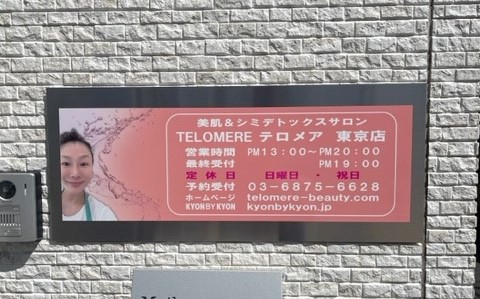 美肌＆シミデトックスサロン
TELOMERE テロメア 東京店
営業時間 PM13：00～PM20：00
最終受付 PM19：00
定休日 日曜日・祝日
予約受付 03-6875-6628
ホームページ telomere-beauty.com
KYON BY KYON kyonbykyon.jp